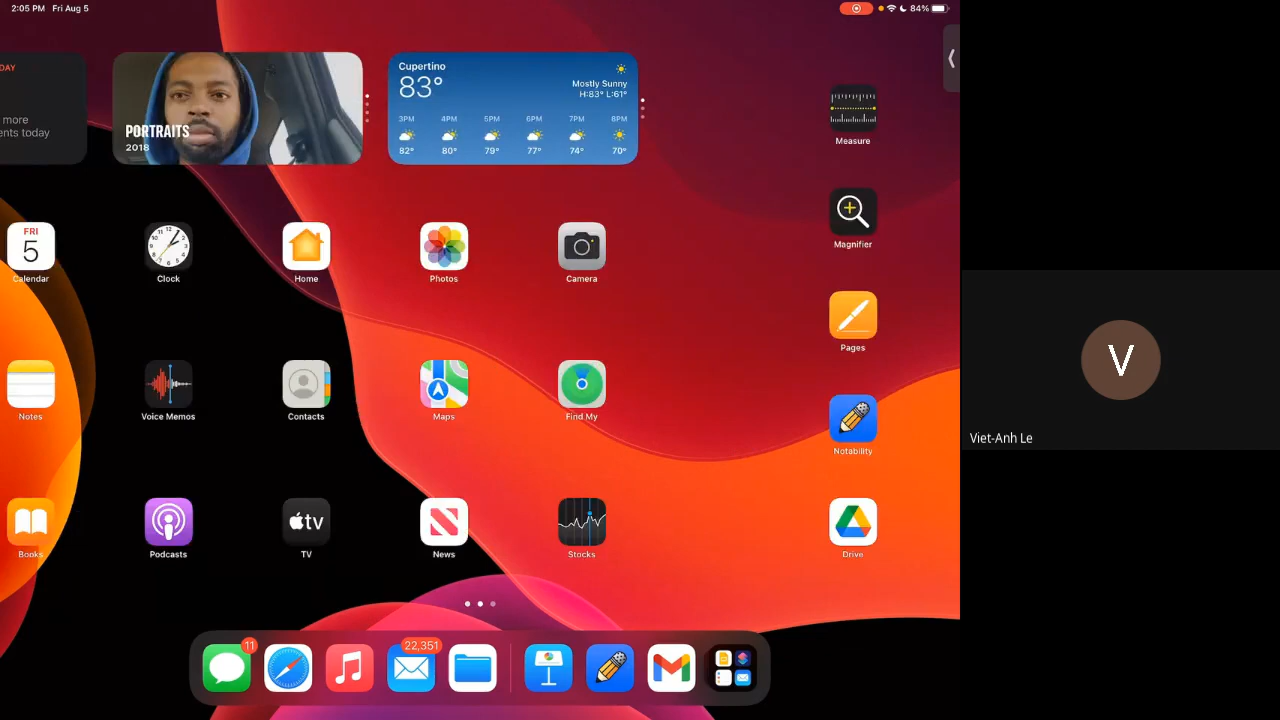 2:05 PM Fri Aug 5
84%
DAY
more
nts today
PORTRAITS
2018
Cupertino
83°
Mostly Sunny
H:83° L:61°
3PM 4PM 5PM 6PM 7PM 8PM
82° 80° 79° 77° 74° 70°
Measure
Magnifier
FRI
5
Calendar
Clock
Home
Photos
Camera
Pages
Notes
Voice Memos
Contacts
Maps
Find My
Notability
Books
Podcasts
tv
TV
News
Stocks
Drive
11
22,351
V
Viet-Anh Le